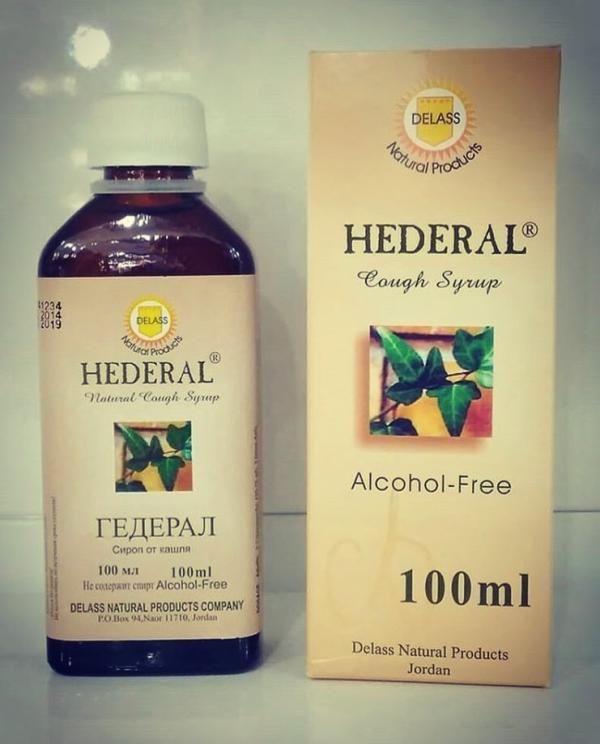 41234
2014
2019
DELASS
Natural Products
HEDERAL®
Natural Cough Syrup
ГЕДЕРАЛ
Сироп от кашля
100 мл 100ml
Не содержит спирт Alcohol-Free
DELASS NATURAL PRODUCTS COMPANY
P.O.Box 94,Naor 11710, Jordan
DELASS
Natural Products
HEDERAL®
Cough Syrup
Alcohol-Free
100ml
Delass Natural Products
Jordan